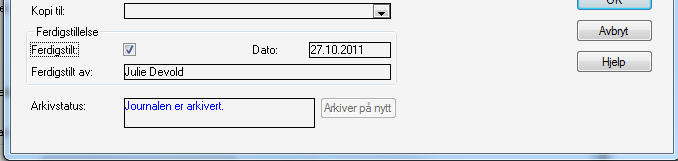 Kopi til:
Ferdigstillelse
Avbryt
Ferdigstilt: Dato: 27.10.2011
Hjelp
Ferdigstilt av: Julie Devold
Arkivstatus: Journalen er arkivert. Arkiver på nytt